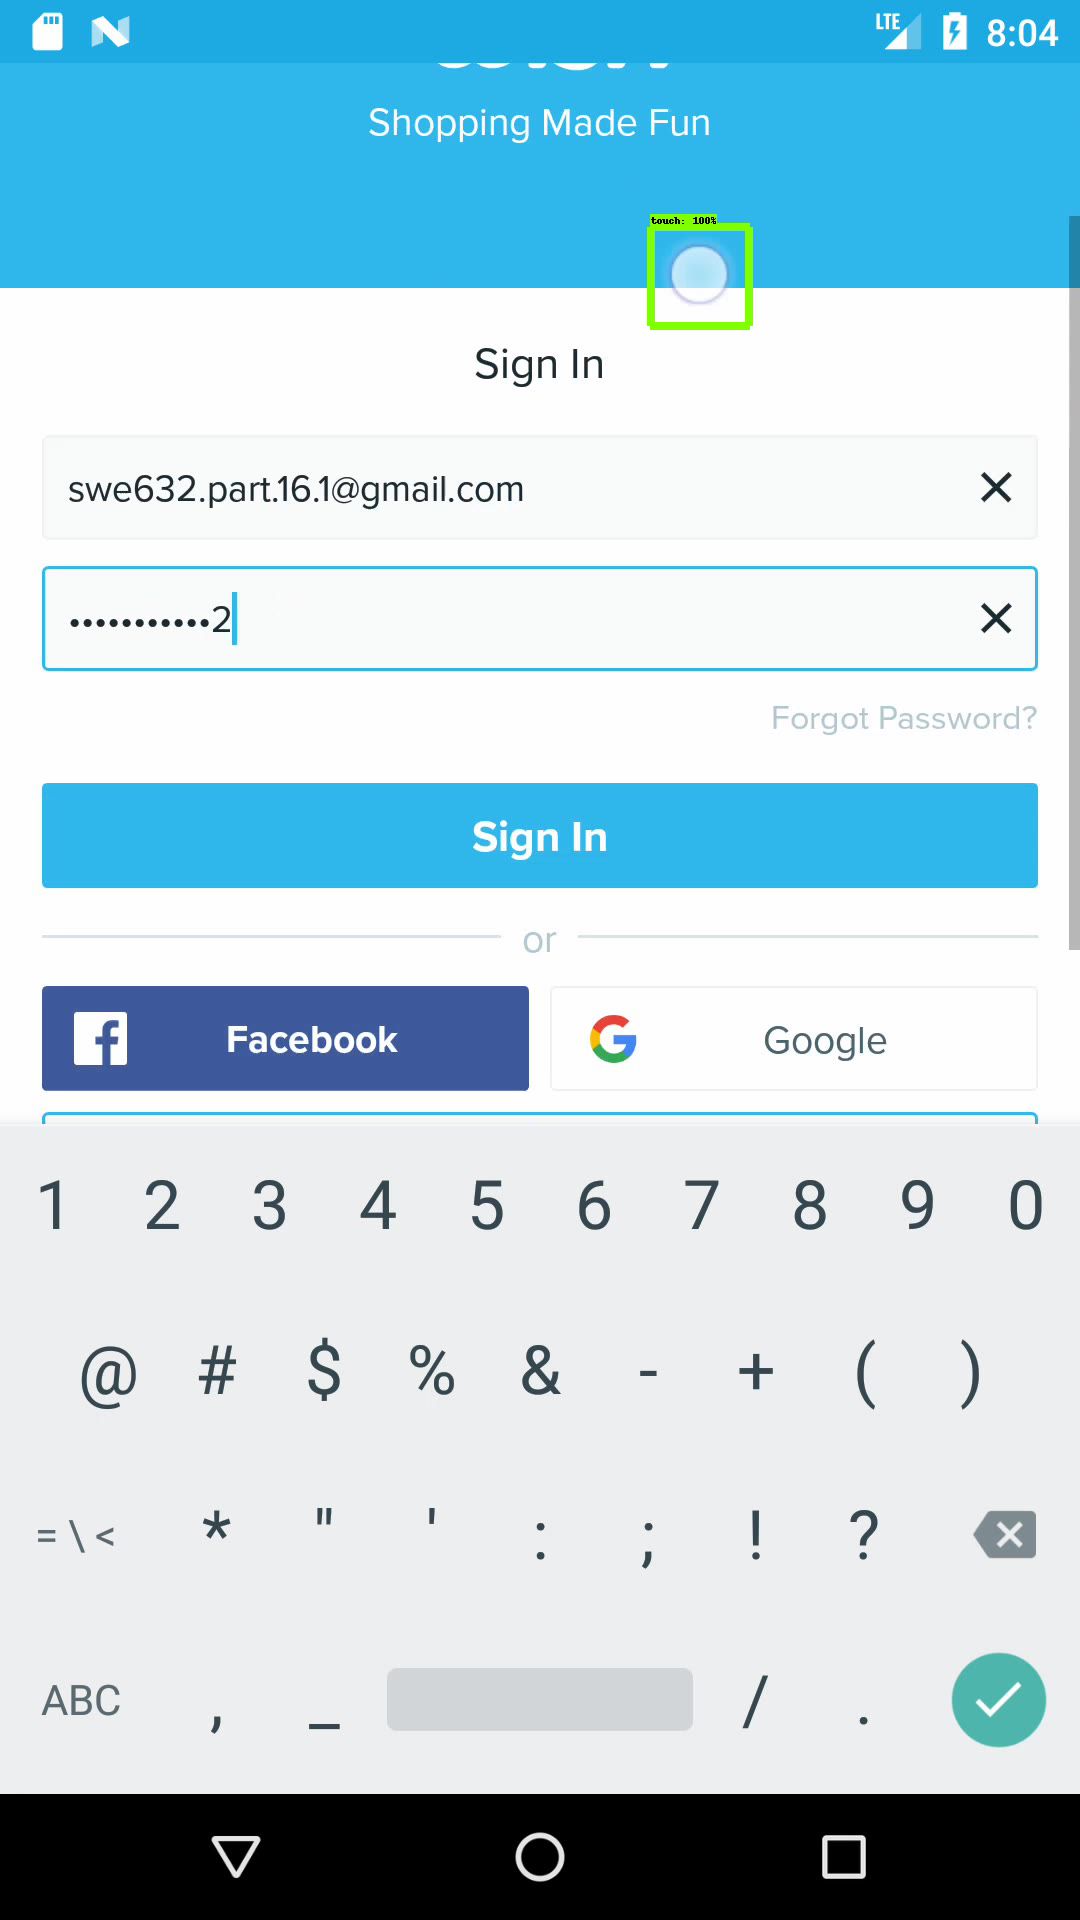 LTE 8:04
Shopping Made Fun
touch: 100%
Sign In
swe632.part.16.1@gmail.com
•••••••••••2
Forgot Password?
Sign In
or
Facebook
Google
1 2 3 4 5 6 7 8 9 0
@ # $ % & - + ( )
= \ < * " ' : ; ! ?
ABC , _ / .